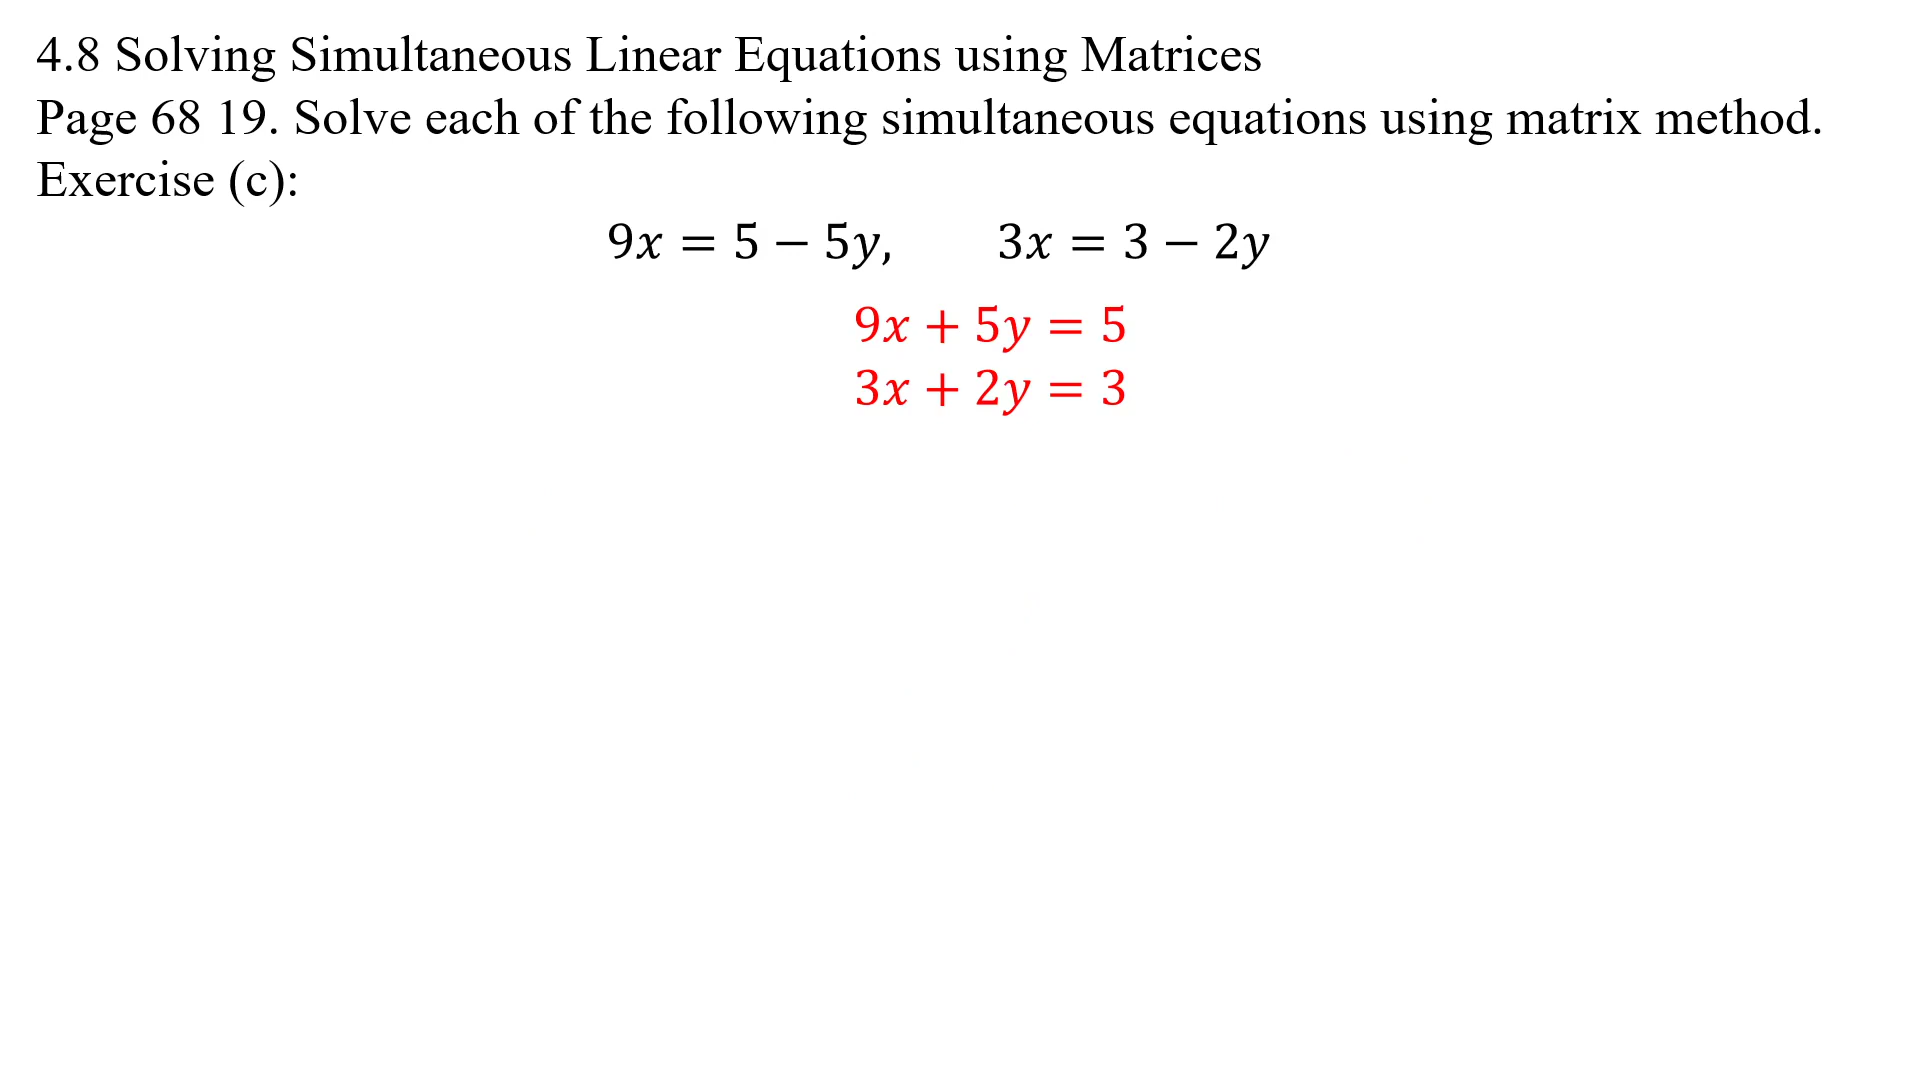 4.8 Solving Simultaneous Linear Equations using Matrices
Page 68 19. Solve each of the following simultaneous equations using matrix method.
Exercise (c):
9x = 5 − 5y, 3x = 3 − 2y
9x + 5y = 5
3x + 2y = 3